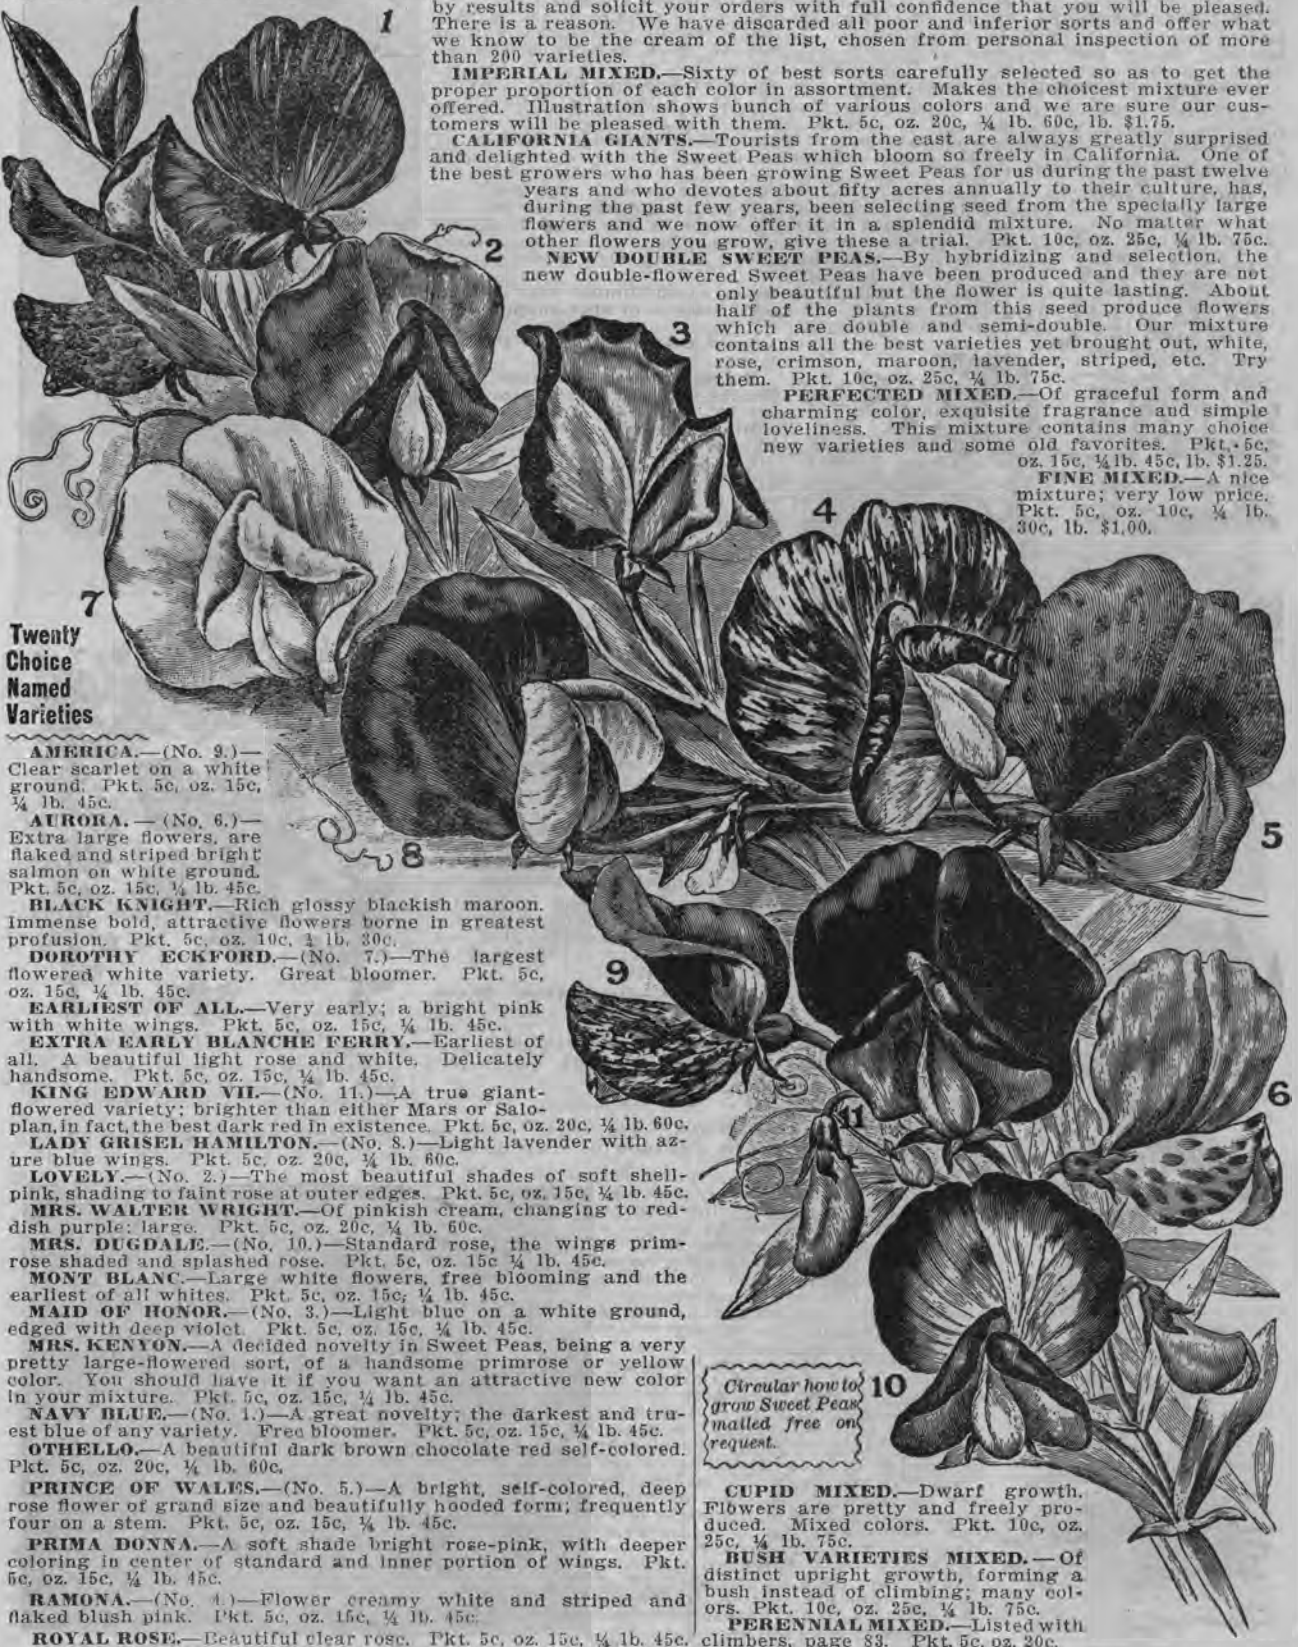 by results and solicit your orders with full confidence that you will be pleased.
There is a reason. We have discarded all poor and inferior sorts and offer what
we know to be the cream of the list, chosen from personal inspection of more
than 200 varieties.
IMPERIAL MIXED.—Sixty of best sorts carefully selected so as to get the
proper proportion of each color in assortment. Makes the choicest mixture ever
offered. Illustration shows bunch of various colors and we are sure our cus-
tomers will be pleased with them. Pkt. 5c, oz. 20c, ¼ lb. 60c, lb. $1.75.
CALIFORNIA GIANTS.—Tourists from the east are always greatly surprised
and delighted with the Sweet Peas which bloom so freely in California. One of
the best growers who has been growing Sweet Peas for us during the past twelve
years and who devotes about fifty acres annually to their culture, has,
during the past few years, been selecting seed from the specially large
flowers and we now offer it in a splendid mixture. No matter what
other flowers you grow, give these a trial. Pkt. 10c, oz. 25c, ¼ lb. 75c.
NEW DOUBLE SWEET PEAS.—By hybridizing and selection, the
new double-flowered Sweet Peas have been produced and they are not
only beautiful but the flower is quite lasting. About
half of the plants from this seed produce flowers
which are double and semi-double. Our mixture
contains all the best varieties yet brought out, white,
rose, crimson, maroon, lavender, striped, etc. Try
them. Pkt. 10c, oz. 25c, ¼ lb. 75c.
PERFECTED MIXED.—Of graceful form and
charming color, exquisite fragrance and simple
loveliness. This mixture contains many choice
new varieties and some old favorites. Pkt. 5c,
oz. 15c, ¼ lb. 45c, lb. $1.25.
FINE MIXED.—A nice
mixture; very low price.
Pkt. 5c, oz. 10c, ¼ lb.
30c, lb. $1.00.
1
2
3
4
5
6
7
8
9
10
11
Twenty
Choice
Named
Varieties
AMERICA.—(No. 9.)—
Clear scarlet on a white
ground. Pkt. 5c, oz. 15c,
¼ lb. 45c.
AURORA.—(No. 6.)—
Extra large flowers, are
flaked and striped bright
salmon on white ground.
Pkt. 5c, oz. 15c, ¼ lb. 45c.
BLACK KNIGHT.—Rich glossy blackish maroon.
Immense bold, attractive flowers borne in greatest
profusion. Pkt. 5c, oz. 10c, ¼ lb. 30c.
DOROTHY ECKFORD.—(No. 7.)—The largest
flowered white variety. Great bloomer. Pkt. 5c,
oz. 15c, ¼ lb. 45c.
EARLIEST OF ALL.—Very early; a bright pink
with white wings. Pkt. 5c, oz. 15c, ¼ lb. 45c.
EXTRA EARLY BLANCHE FERRY.—Earliest of
all. A beautiful light rose and white. Delicately
handsome. Pkt. 5c, oz. 15c, ¼ lb. 45c.
KING EDWARD VII.—(No. 11.)—A true giant-
flowered variety; brighter than either Mars or Salo-
plan, in fact, the best dark red in existence. Pkt. 5c, oz. 20c, ¼ lb. 60c.
LADY GRISEL HAMILTON.—(No. 8.)—Light lavender with az-
ure blue wings. Pkt. 5c, oz. 20c, ¼ lb. 60c.
LOVELY.—(No. 2.)—The most beautiful shades of soft shell-
pink, shading to faint rose at outer edges. Pkt. 5c, oz. 15c, ¼ lb. 45c.
MRS. WALTER WRIGHT.—Of pinkish cream, changing to red-
dish purple; large. Pkt. 5c, oz. 20c, ¼ lb. 60c.
MRS. DUGDALE.—(No. 10.)—Standard rose, the wings prim-
rose shaded and splashed rose. Pkt. 5c, oz. 15c ¼ lb. 45c.
MONT BLANC.—Large white flowers, free blooming and the
earliest of all whites. Pkt. 5c, oz. 15c; ¼ lb. 45c.
MAID OF HONOR.—(No. 3.)—Light blue on a white ground,
edged with deep violet. Pkt. 5c, oz. 15c, ¼ lb. 45c.
MRS. KENYON.—A decided novelty in Sweet Peas, being a very
pretty large-flowered sort, of a handsome primrose or yellow
color. You should have it if you want an attractive new color
in your mixture. Pkt. 5c, oz. 15c, ¼ lb. 45c.
NAVY BLUE.—(No. 1.)—A great novelty; the darkest and tru-
est blue of any variety. Free bloomer. Pkt. 5c, oz. 15c, ¼ lb. 45c.
OTHELLO.—A beautiful dark brown chocolate red self-colored.
Pkt. 5c, oz. 20c, ¼ lb. 60c.
PRINCE OF WALES.—(No. 5.)—A bright, self-colored, deep
rose flower of grand size and beautifully hooded form; frequently
four on a stem. Pkt. 5c, oz. 15c, ¼ lb. 45c.
PRIMA DONNA.—A soft shade bright rose-pink, with deeper
coloring in center of standard and inner portion of wings. Pkt.
5c, oz. 15c, ¼ lb. 45c.
RAMONA.—(No. 4.)—Flower creamy white and striped and
flaked blush pink. Pkt. 5c, oz. 15c, ¼ lb. 45c.
ROYAL ROSE.—Beautiful clear rose. Pkt. 5c, oz. 15c, ¼ lb. 45c.
Circular how to
grow Sweet Peas
mailed free on
request.
CUPID MIXED.—Dwarf growth.
Flowers are pretty and freely pro-
duced. Mixed colors. Pkt. 10c, oz.
25c, ¼ lb. 75c.
BUSH VARIETIES MIXED.—Of
distinct upright growth, forming a
bush instead of climbing; many col-
ors. Pkt. 10c, oz. 25c, ¼ lb. 75c.
PERENNIAL MIXED.—Listed with
climbers, page 83. Pkt. 5c, oz. 20c.